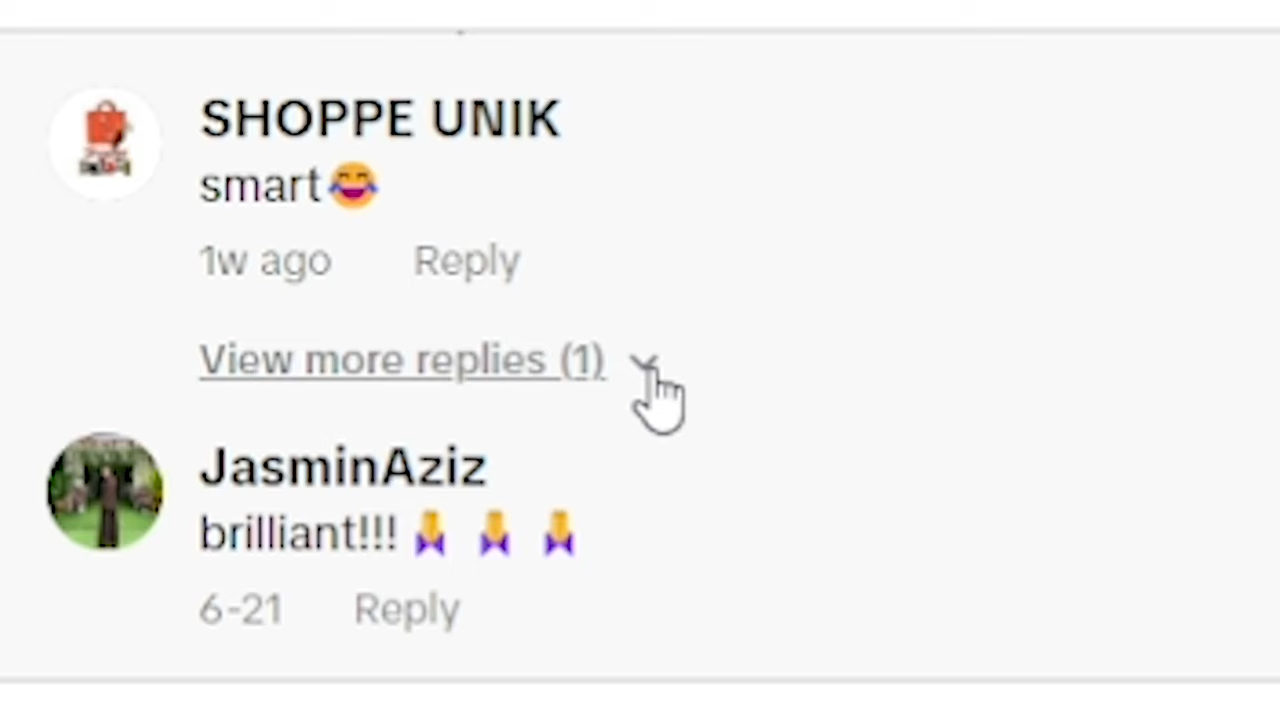 SHOPPE UNIK
smart😂
1w ago Reply
View more replies (1)
JasminAziz
brilliant!!! 🙏 🙏 🙏
6-21 Reply